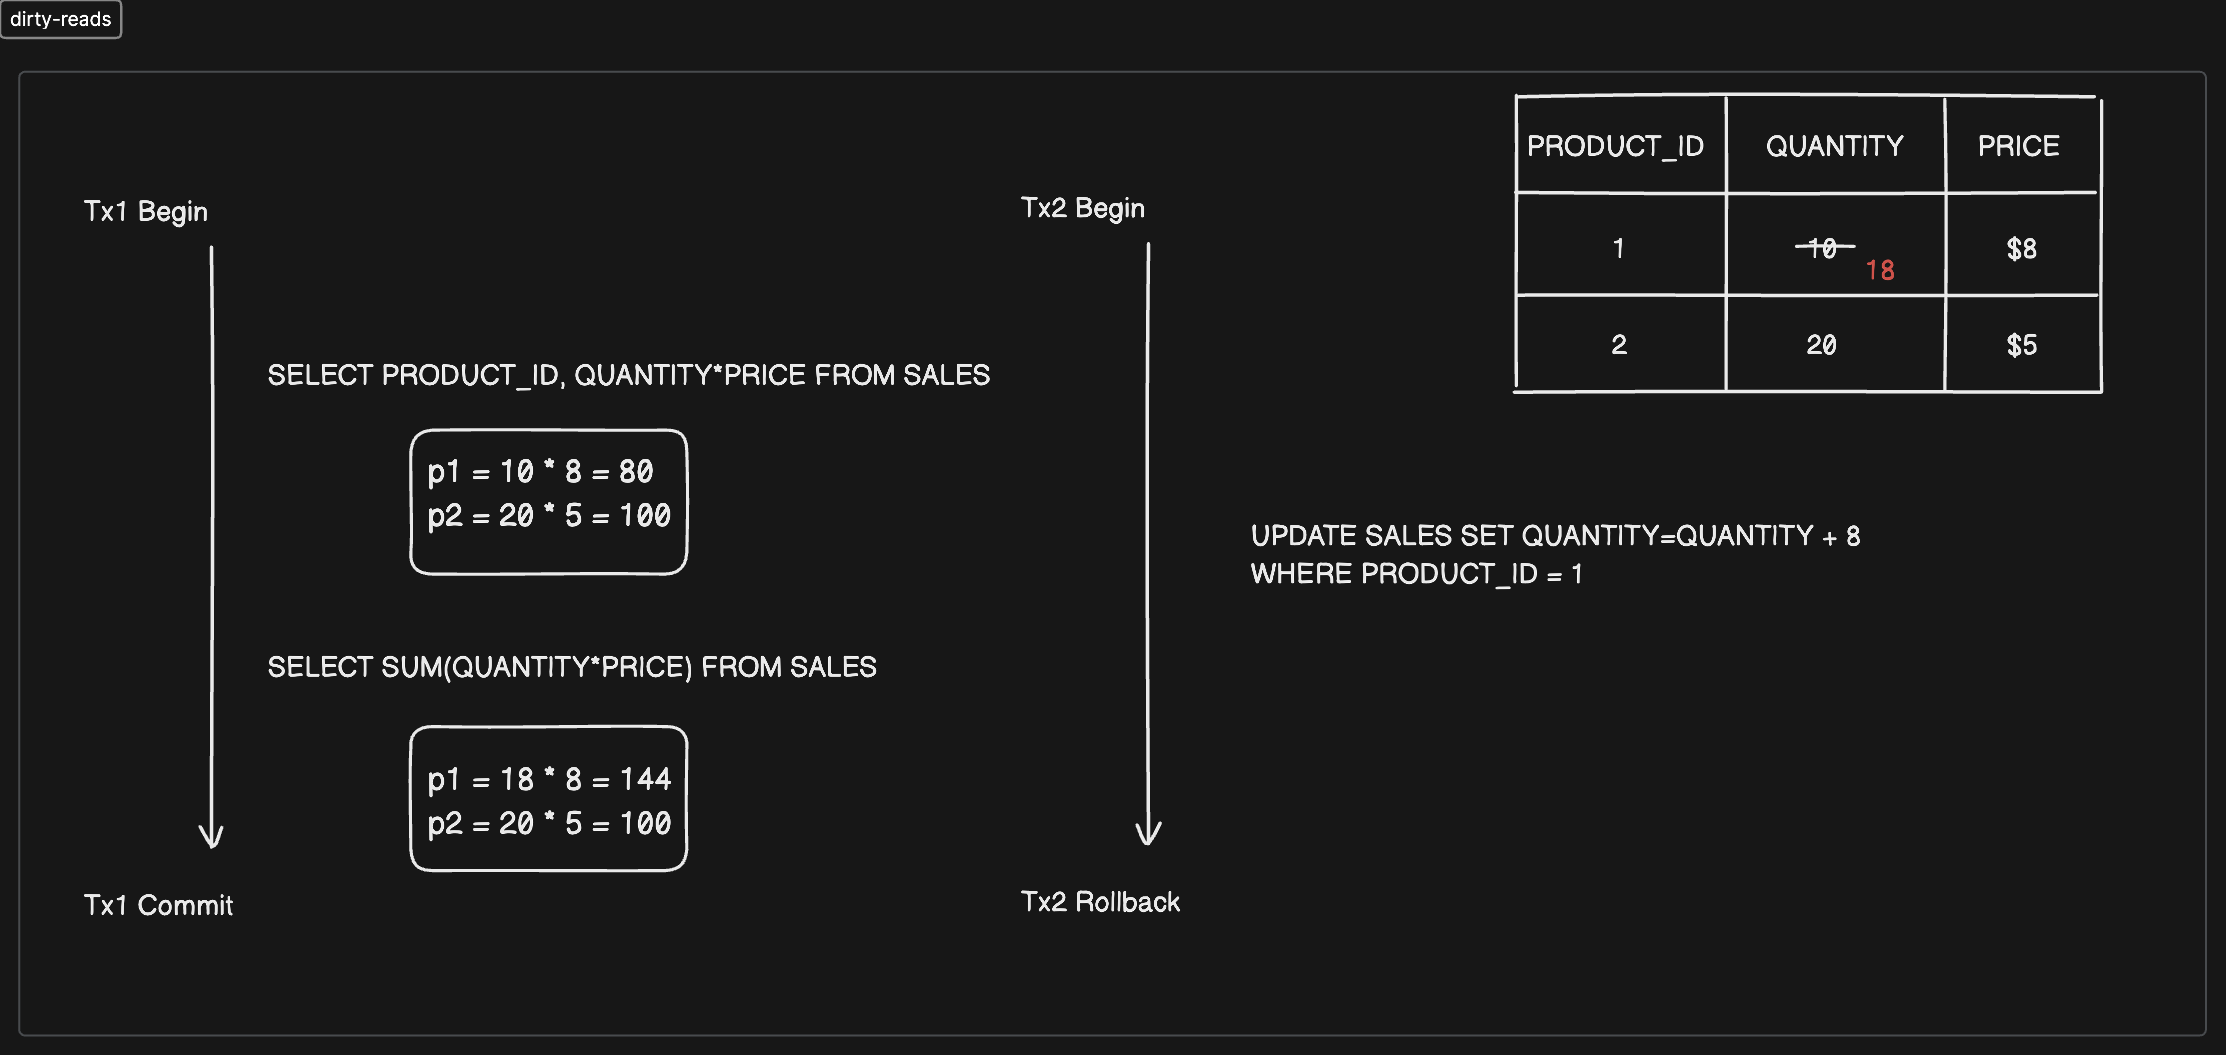 dirty-reads
PRODUCT_ID QUANTITY PRICE
1 10 18 $8
2 20 $5
Tx1 Begin
SELECT PRODUCT_ID, QUANTITY*PRICE FROM SALES
p1 = 10 * 8 = 80
p2 = 20 * 5 = 100
SELECT SUM(QUANTITY*PRICE) FROM SALES
p1 = 18 * 8 = 144
p2 = 20 * 5 = 100
Tx1 Commit
Tx2 Begin
UPDATE SALES SET QUANTITY=QUANTITY + 8
WHERE PRODUCT_ID = 1
Tx2 Rollback